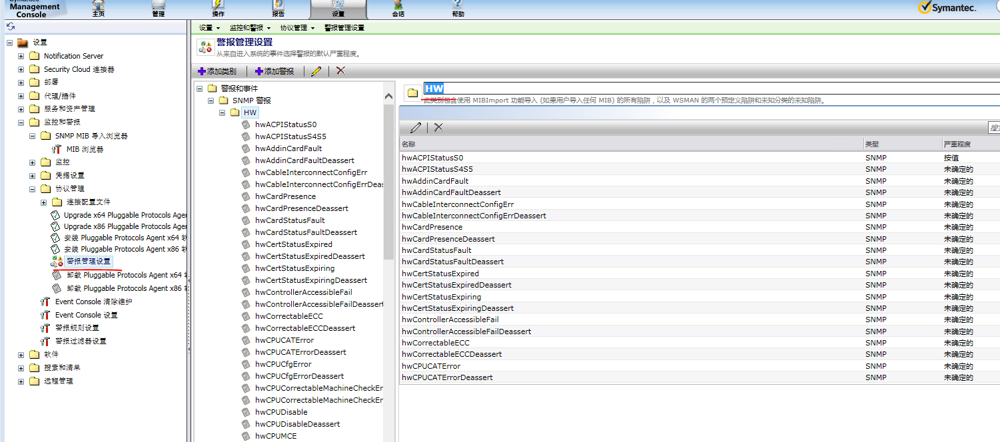 Symantec
Management
Console
主页
管理
操作
报告
设置
会话
帮助
Symantec.
设置
监控和警报
协议管理
警报管理设置
设置
Notification Server
Security Cloud 连接器
部署
代理/插件
服务和资产管理
监控和警报
SNMP MIB 导入浏览器
MIB 浏览器
监控
凭据设置
协议管理
连接配置文件
Upgrade x64 Pluggable Protocols Agen
Upgrade x86 Pluggable Protocols Agen
安装 Pluggable Protocols Agent x64 软
安装 Pluggable Protocols Agent x86 软
警报管理设置
卸载 Pluggable Protocols Agent x64 软
卸载 Pluggable Protocols Agent x86 软
Event Console 清除维护
Event Console 设置
警报规则设置
警报过滤器设置
软件
搜索和清单
远程管理
警报管理设置
从来自进入系统的事件选择警报的默认严重程度。
添加类别
添加警报
警报和事件
SNMP 警报
HW
hwACPIStatusS0
hwACPIStatusS4S5
hwAddinCardFault
hwAddinCardFaultDeassert
hwCableInterconnectConfigErr
hwCableInterconnectConfigErrDeas
hwCardPresence
hwCardPresenceDeassert
hwCardStatusFault
hwCardStatusFaultDeassert
hwCertStatusExpired
hwCertStatusExpiredDeassert
hwCertStatusExpiring
hwCertStatusExpiringDeassert
hwControllerAccessibleFail
hwControllerAccessibleFailDeassert
hwCorrectableECC
hwCorrectableECCDeassert
hwCPUCATError
hwCPUCATErrorDeassert
hwCPUCfgError
hwCPUCfgErrorDeassert
hwCPUCorrectableMachineCheckEr
hwCPUCorrectableMachineCheckEr
hwCPUDisable
hwCPUDisableDeassert
hwCPUMCE
HW
此类别包含使用 MIBImport 功能导入 (如果用户导入任何 MIB) 的所有陷阱，以及 WSMAN 的两个预定义陷阱和未知分类的未知陷阱。
搜索
名称 类型 严重程度
hwACPIStatusS0 SNMP 按值
hwACPIStatusS4S5 SNMP 未确定的
hwAddinCardFault SNMP 未确定的
hwAddinCardFaultDeassert SNMP 未确定的
hwCableInterconnectConfigErr SNMP 未确定的
hwCableInterconnectConfigErrDeassert SNMP 未确定的
hwCardPresence SNMP 未确定的
hwCardPresenceDeassert SNMP 未确定的
hwCardStatusFault SNMP 未确定的
hwCardStatusFaultDeassert SNMP 未确定的
hwCertStatusExpired SNMP 未确定的
hwCertStatusExpiredDeassert SNMP 未确定的
hwCertStatusExpiring SNMP 未确定的
hwCertStatusExpiringDeassert SNMP 未确定的
hwControllerAccessibleFail SNMP 未确定的
hwControllerAccessibleFailDeassert SNMP 未确定的
hwCorrectableECC SNMP 未确定的
hwCorrectableECCDeassert SNMP 未确定的
hwCPUCATError SNMP 未确定的
hwCPUCATErrorDeassert SNMP 未确定的